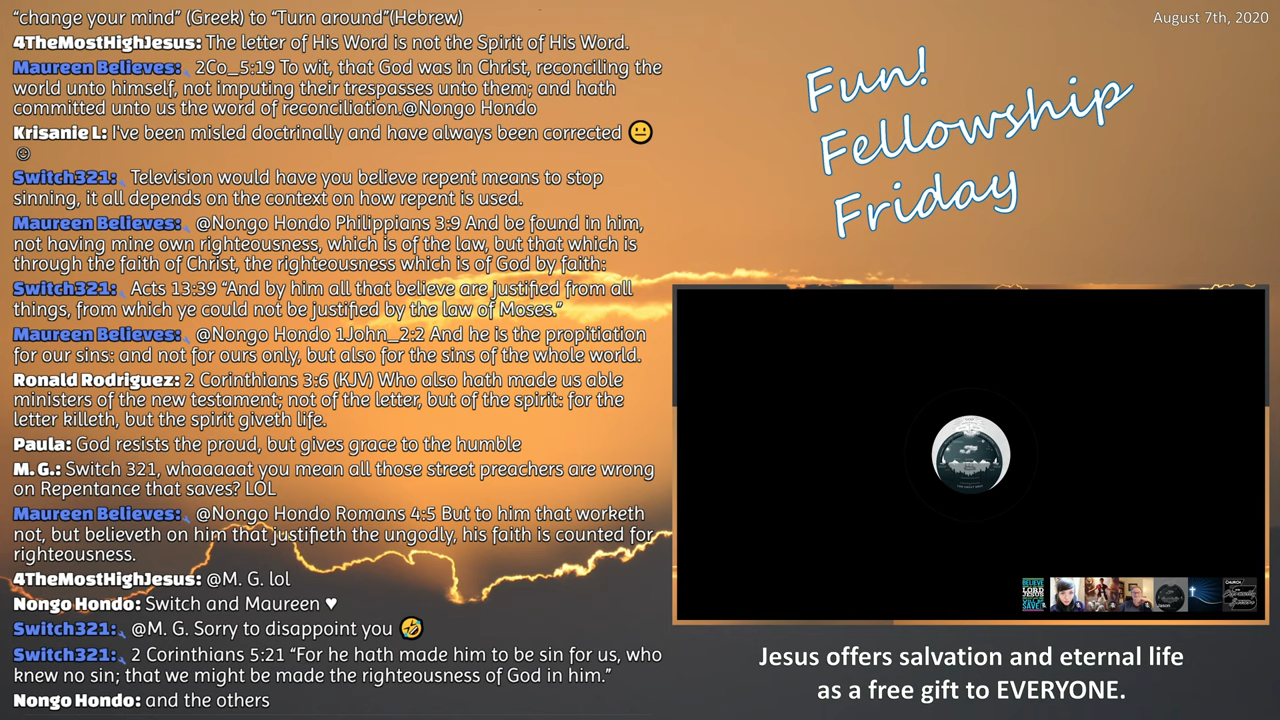 “change your mind” (Greek) to “Turn around”(Hebrew)
4TheMostHighJesus: The letter of His Word is not the Spirit of His Word.
Maureen Believes: 2Co_5:19 To wit, that God was in Christ, reconciling the
world unto himself, not imputing their trespasses unto them; and hath
committed unto us the word of reconciliation.@Nongo Hondo
Krisanie L: I've been misled doctrinally and have always been corrected 😐
☺
Switch321: Television would have you believe repent means to stop
sinning, it all depends on the context on how repent is used.
Maureen Believes: @Nongo Hondo Philippians 3:9 And be found in him,
not having mine own righteousness, which is of the law, but that which is
through the faith of Christ, the righteousness which is of God by faith:
Switch321: Acts 13:39 “And by him all that believe are justified from all
things, from which ye could not be justified by the law of Moses.”
Maureen Believes: @Nongo Hondo 1John_2:2 And he is the propitiation
for our sins: and not for ours only, but also for the sins of the whole world.
Ronald Rodriguez: 2 Corinthians 3:6 (KJV) Who also hath made us able
ministers of the new testament; not of the letter, but of the spirit: for the
letter killeth, but the spirit giveth life.
Paula: God resists the proud, but gives grace to the humble
M. G.: Switch 321, whaaaaat you mean all those street preachers are wrong
on Repentance that saves? LOL
Maureen Believes: @Nongo Hondo Romans 4:5 But to him that worketh
not, but believeth on him that justifieth the ungodly, his faith is counted for
righteousness.
4TheMostHighJesus: @M. G. lol
Nongo Hondo: Switch and Maureen ♥
Switch321: @M. G. Sorry to disappoint you 🤣
Switch321: 2 Corinthians 5:21 “For he hath made him to be sin for us, who
knew no sin; that we might be made the righteousness of God in him.”
Nongo Hondo: and the others
August 7th, 2020
Fun!
Fellowship
Friday
BELIEVE
LORD
JESUS
SAVE
Jason
CHURCH
Jesus offers salvation and eternal life
as a free gift to EVERYONE.